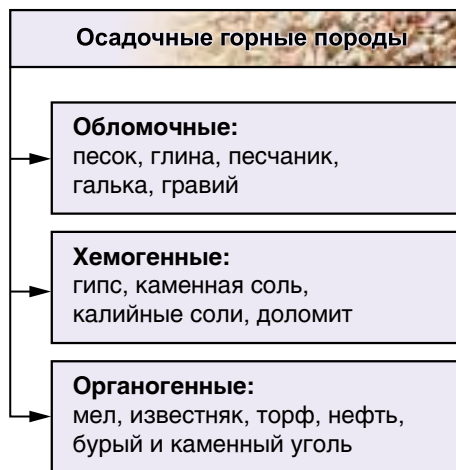 Осадочные горные породы
Обломочные:
песок, глина, песчаник,
галька, гравий
Хемогенные:
гипс, каменная соль,
калийные соли, доломит
Органогенные:
мел, известняк, торф, нефть,
бурый и каменный уголь